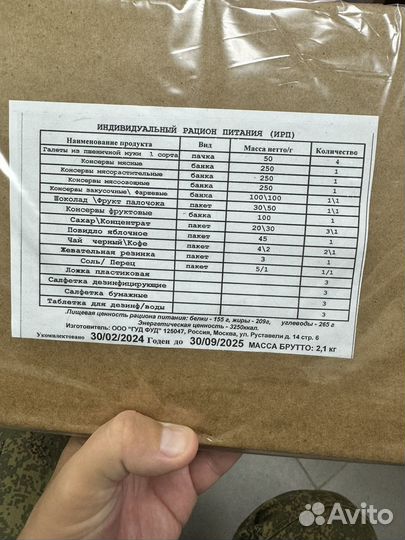 ИНДИВИДУАЛЬНЫЙ РАЦИОН ПИТАНИЯ (ИРП)
Наименование продукта Вид Масса нетто/г Количество
Галеты из пшеничной муки 1 сорта пачка 50 4
Консервы мясные банка 250 1
Консервы мясорастительные банка 250 1
Консервы мясоовощные банка 250 1
Консервы закусочные\ Фаршевые банка 100\100 1\1
Шоколад \Фрукт палочока пакет 30\50 1\1
Консервы фруктовые банка 100 1
Сахар\Концентрат пакет 20\30 3\1
Повидло яблочное пакет 45 1
Чай черный\Кофе пакет 4\2 2\1
Жевательная резинка пакет 3 1
Соль/ Перец пакет 5/1 1/1
Ложка пластиковая
Салфетка дезинфицирующие 3
Салфетка бумажные 3
Таблетка для дезинф/воды 3
.Пищевая ценность рациона питания: белки - 155 г, жиры - 209г, углеводы - 265 г
Энергетическая ценность - 3250ккал.
Изготовитель: ООО "ГУД ФУД" 125047, Россия, Москва, ул. Руставели д. 14 стр. 6
Укомплектовано 30/02/2024 Годен до 30/09/2025 МАССА БРУТТО: 2,1 кг
Avito